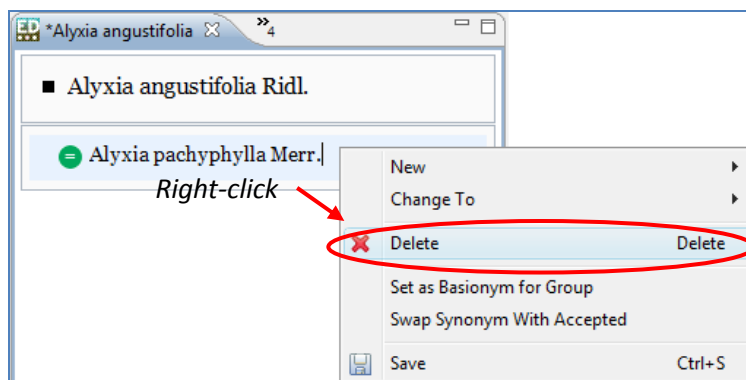 ED *Alyxia angustifolia »4
Alyxia angustifolia Ridl.
= Alyxia pachyphylla Merr.
Right-click
New
Change To
Delete Delete
Set as Basionym for Group
Swap Synonym With Accepted
Save Ctrl+S